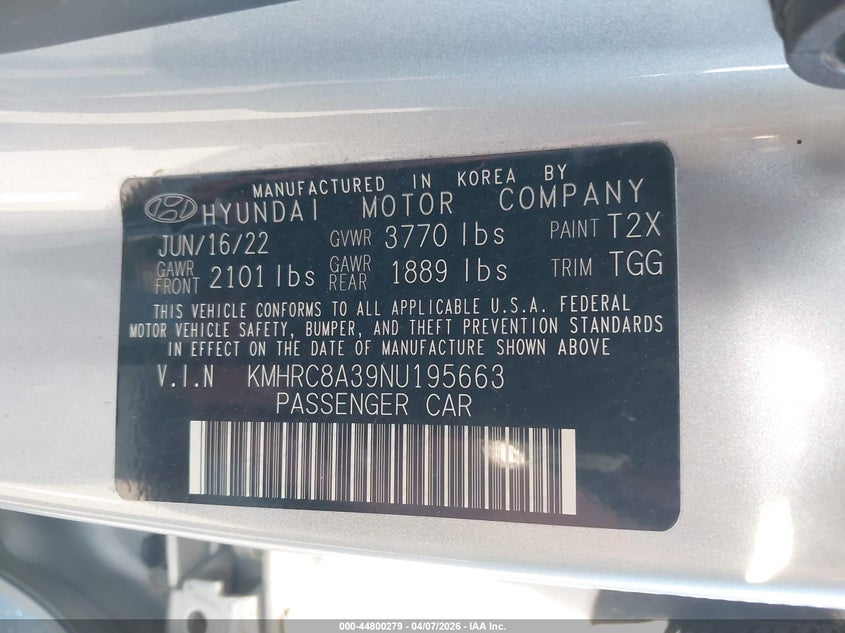 MANUFACTURED IN KOREA BY
HYUNDAI MOTOR COMPANY
JUN/16/22 GVWR 3770 lbs PAINT T2X
GAWR FRONT 2101 lbs GAWR REAR 1889 lbs TRIM TGG
THIS VEHICLE CONFORMS TO ALL APPLICABLE U.S.A. FEDERAL
MOTOR VEHICLE SAFETY, BUMPER, AND THEFT PREVENTION STANDARDS
IN EFFECT ON THE DATE OF MANUFACTURE SHOWN ABOVE
V.I.N KMHRC8A39NU195663
PASSENGER CAR
000-44800279 - 04/07/2026 - IAA Inc.